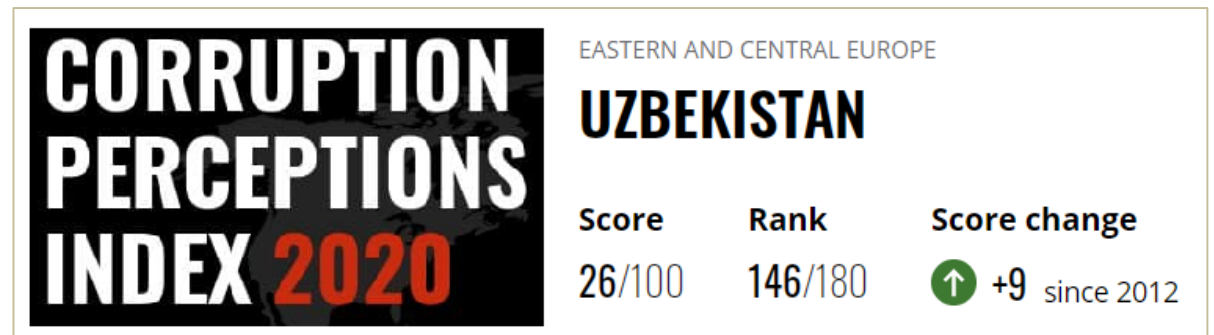 CORRUPTION
PERCEPTIONS
INDEX 2020
EASTERN AND CENTRAL EUROPE
UZBEKISTAN
Score Rank Score change
26/100 146/180 +9 since 2012